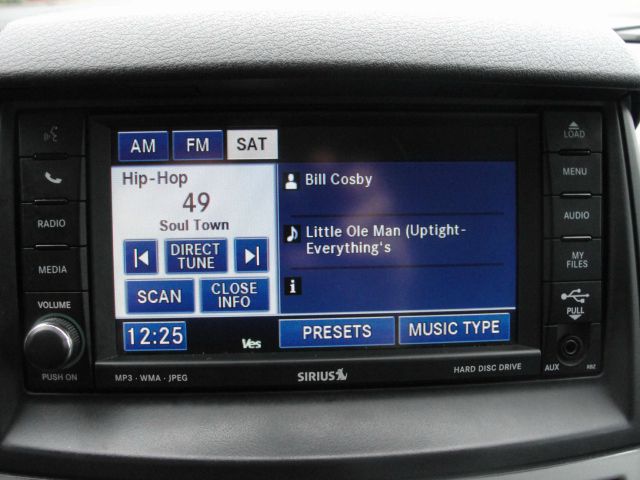 AM FM SAT
Hip-Hop
49
Soul Town
DIRECT
TUNE
SCAN
CLOSE
INFO
Bill Cosby
Little Ole Man (Uptight-
Everything's
12:25
Ves
PRESETS
MUSIC TYPE
RADIO
MEDIA
VOLUME
PUSH ON
LOAD
MENU
AUDIO
MY
FILES
PULL
AUX
RBZ
MP3 · WMA · JPEG
SIRIUS
HARD DISC DRIVE